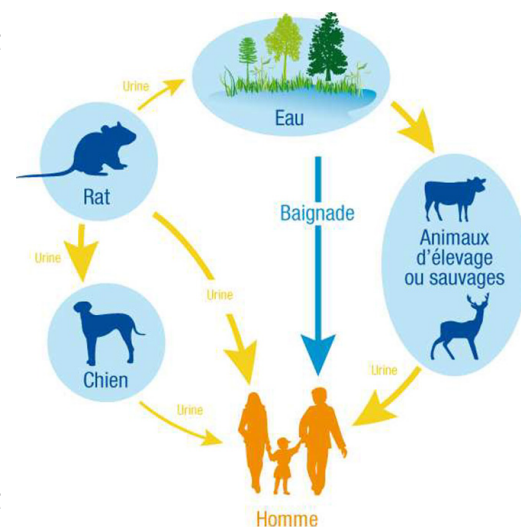 Urine
Eau
Rat
Baignade
Animaux
d'élevage
ou sauvages
Urine
Urine
Chien
Urine
Urine
Homme